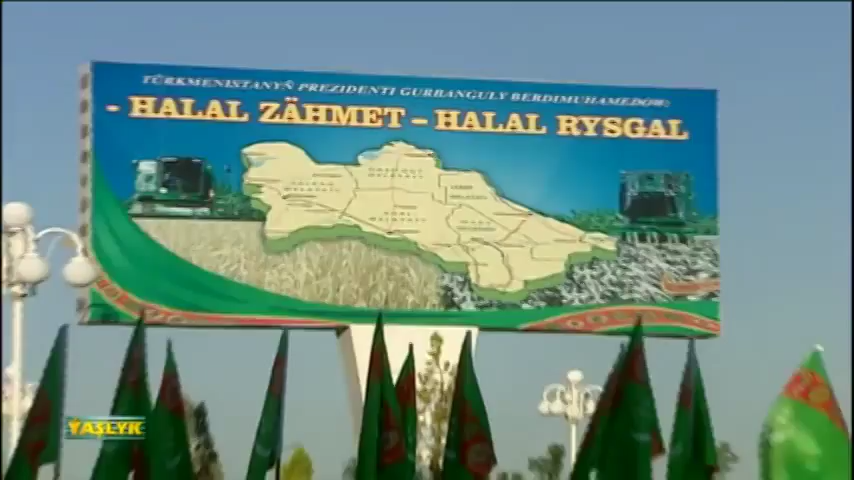 TÜRKMENISTANYŇ PREZIDENTI GURBANGULY BERDIMUHAMEDOW:
- HALAL ZÄHMET - HALAL RYSGAL
ÝAŞLYK